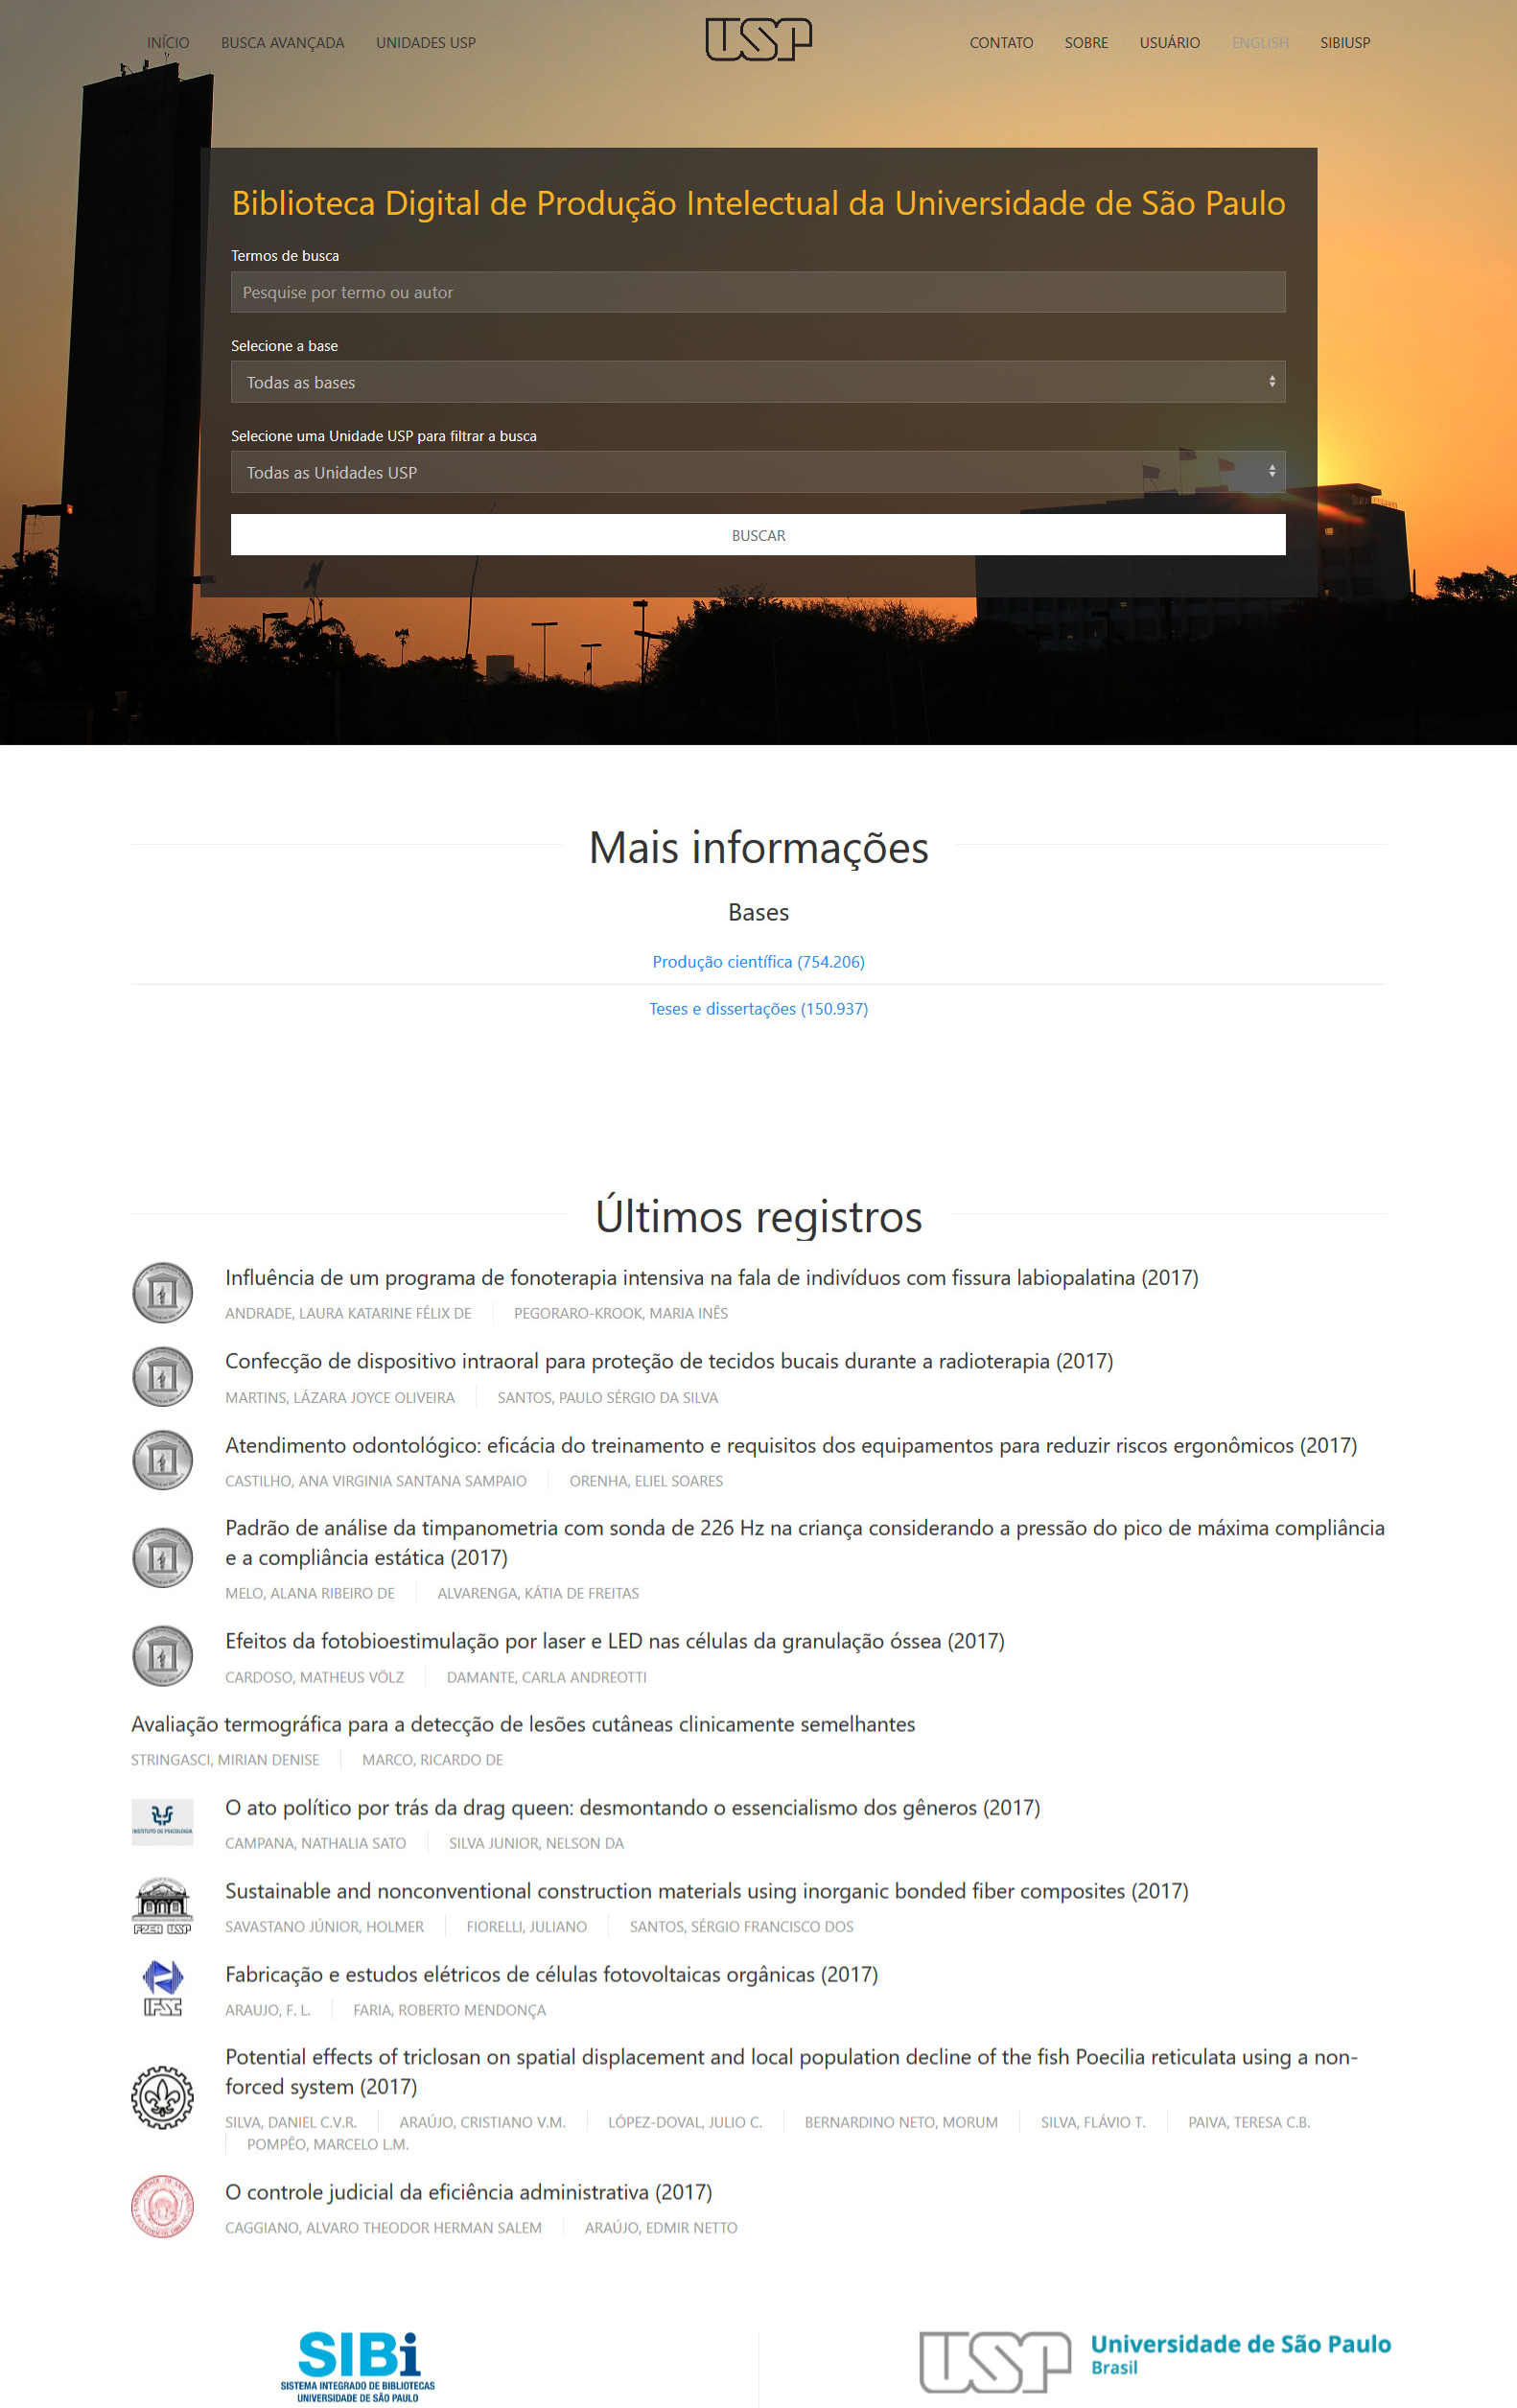 INÍCIO BUSCA AVANÇADA UNIDADES USP USP CONTATO SOBRE USUÁRIO ENGLISH SIBIUSP
Biblioteca Digital de Produção Intelectual da Universidade de São Paulo
Termos de busca
Pesquise por termo ou autor
Selecione a base
Todas as bases
Selecione uma Unidade USP para filtrar a busca
Todas as Unidades USP
BUSCAR
Mais informações
Bases
Produção científica (754.206)
Teses e dissertações (150.937)
Últimos registros
Influência de um programa de fonoterapia intensiva na fala de indivíduos com fissura labiopalatina (2017)
ANDRADE, LAURA KATARINE FÉLIX DE PEGORARO-KROOK, MARIA INÊS
Confecção de dispositivo intraoral para proteção de tecidos bucais durante a radioterapia (2017)
MARTINS, LÁZARA JOYCE OLIVEIRA SANTOS, PAULO SÉRGIO DA SILVA
Atendimento odontológico: eficácia do treinamento e requisitos dos equipamentos para reduzir riscos ergonômicos (2017)
CASTILHO, ANA VIRGINIA SANTANA SAMPAIO ORENHA, ELIEL SOARES
Padrão de análise da timpanometria com sonda de 226 Hz na criança considerando a pressão do pico de máxima compliância
e a compliância estática (2017)
MELO, ALANA RIBEIRO DE ALVARENGA, KÁTIA DE FREITAS
Efeitos da fotobioestimulação por laser e LED nas células da granulação óssea (2017)
CARDOSO, MATHEUS VÖLZ DAMANTE, CARLA ANDREOTTI
Avaliação termográfica para a detecção de lesões cutâneas clinicamente semelhantes
STRINGASCI, MIRIAN DENISE MARCO, RICARDO DE
INSTITUTO DE PSICOLOGIA
O ato político por trás da drag queen: desmontando o essencialismo dos gêneros (2017)
CAMPANA, NATHALIA SATO SILVA JUNIOR, NELSON DA
FZEA USP
Sustainable and nonconventional construction materials using inorganic bonded fiber composites (2017)
SAVASTANO JÚNIOR, HOLMER FIORELLI, JULIANO SANTOS, SÉRGIO FRANCISCO DOS
IFSC
Fabricação e estudos elétricos de células fotovoltaicas orgânicas (2017)
ARAUJO, F. L. FARIA, ROBERTO MENDONÇA
Potential effects of triclosan on spatial displacement and local population decline of the fish Poecilia reticulata using a non-
forced system (2017)
SILVA, DANIEL C.V.R. ARAÚJO, CRISTIANO V.M. LÓPEZ-DOVAL, JULIO C. BERNARDINO NETO, MORUM SILVA, FLÁVIO T. PAIVA, TERESA C.B.
POMPÊO, MARCELO L.M.
O controle judicial da eficiência administrativa (2017)
CAGGIANO, ALVARO THEODOR HERMAN SALEM ARAÚJO, EDMIR NETTO
SIBi
SISTEMA INTEGRADO DE BIBLIOTECAS
UNIVERSIDADE DE SÃO PAULO
USP
Universidade de São Paulo
Brasil